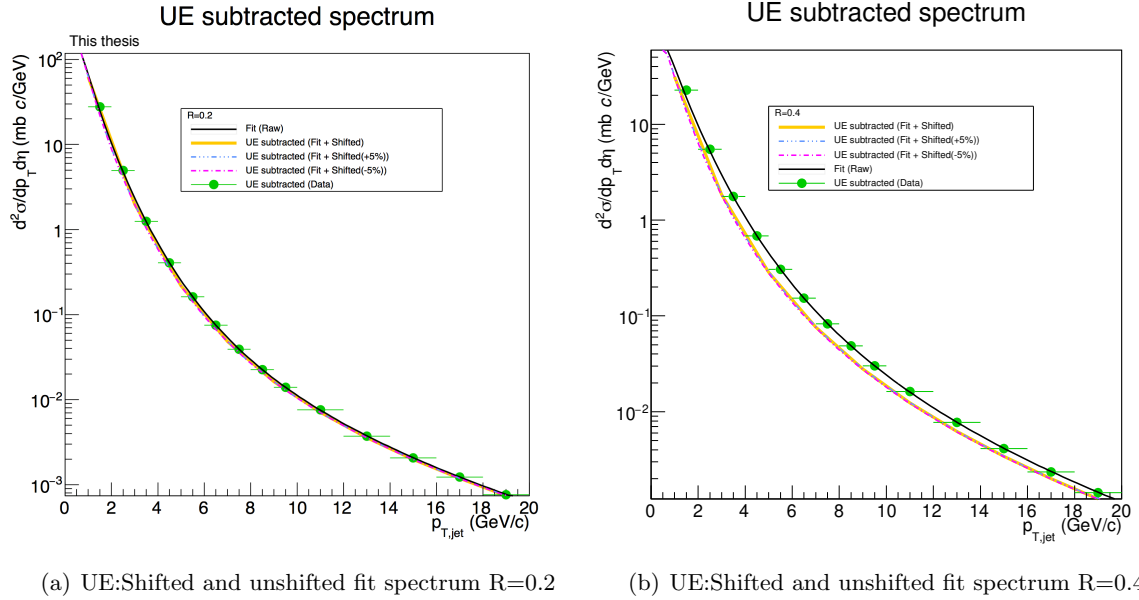 UE subtracted spectrum
This thesis
d²σ/dp_T dη (mb c/GeV)
10²
10
1
10⁻¹
10⁻²
10⁻³
R=0.2
Fit (Raw)
UE subtracted (Fit + Shifted)
UE subtracted (Fit + Shifted(+5%))
UE subtracted (Fit + Shifted(-5%))
UE subtracted (Data)
0 2 4 6 8 10 12 14 16 18 20
p_T,jet (GeV/c)
(a) UE:Shifted and unshifted fit spectrum R=0.2
UE subtracted spectrum
d²σ/dp_T dη (mb c/GeV)
10
1
10⁻¹
10⁻²
R=0.4
UE subtracted (Fit + Shifted)
UE subtracted (Fit + Shifted(+5%))
UE subtracted (Fit + Shifted(-5%))
Fit (Raw)
UE subtracted (Data)
0 2 4 6 8 10 12 14 16 18 20
p_T,jet (GeV/c)
(b) UE:Shifted and unshifted fit spectrum R=0.4